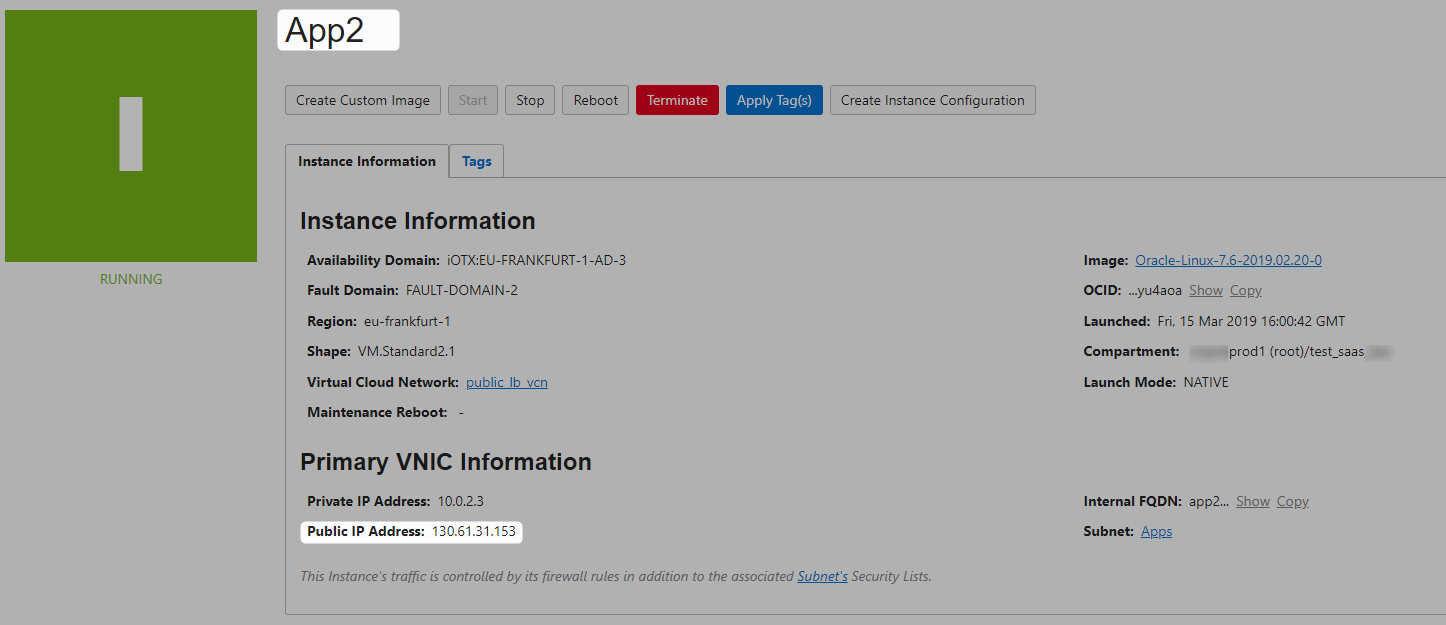 App2
I
RUNNING
Create Custom Image Start Stop Reboot Terminate Apply Tag(s) Create Instance Configuration
Instance Information Tags
Instance Information
Availability Domain: iOTX:EU-FRANKFURT-1-AD-3
Fault Domain: FAULT-DOMAIN-2
Region: eu-frankfurt-1
Shape: VM.Standard2.1
Virtual Cloud Network: public_lb_vcn
Maintenance Reboot: -
Image: Oracle-Linux-7.6-2019.02.20-0
OCID: ...yu4aoa Show Copy
Launched: Fri, 15 Mar 2019 16:00:42 GMT
Compartment: prod1 (root)/test_saas_
Launch Mode: NATIVE
Primary VNIC Information
Private IP Address: 10.0.2.3
Public IP Address: 130.61.31.153
Internal FQDN: app2... Show Copy
Subnet: Apps
This Instance's traffic is controlled by its firewall rules in addition to the associated Subnet's Security Lists.